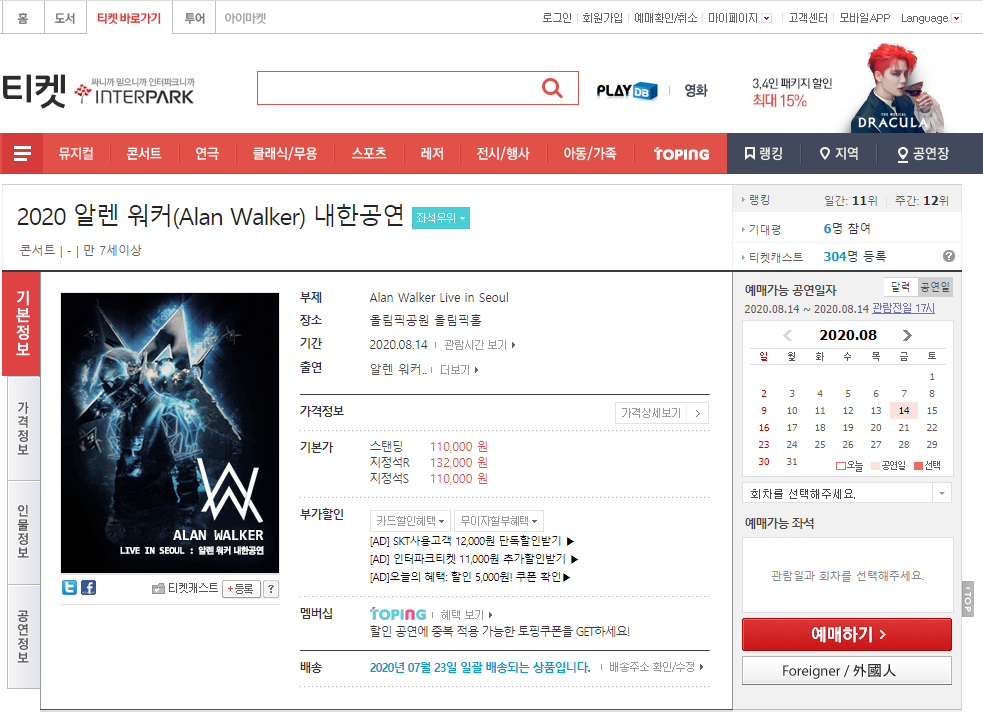 홈 도서 티켓 바로가기 투어 아이마켓
로그인 회원가입 예매확인/취소 마이페이지 고객센터 모바일APP Language
티켓 싸니까 믿으니까 인터파크니까
INTERPARK
PLAY DB 영화
3,4인 패키지 할인
최대 15%
THE MUSICAL
DRACULA
뮤지컬 콘서트 연극 클래식/무용 스포츠 레저 전시/행사 아동/가족 TOPING 랭킹 지역 공연장
2020 알렌 워커(Alan Walker) 내한공연 좌석우위
콘서트 | - | 만 7세이상
랭킹 일간: 11위 주간: 12위
기대평 6명 참여
티켓캐스트 304명 등록 ?
기본정보
가격정보
인물정보
공연정보
ALAN WALKER
LIVE IN SEOUL : 알렌 워커 내한공연
티켓캐스트 +등록 ?
부제 Alan Walker Live in Seoul
장소 올림픽공원 올림픽홀
기간 2020.08.14 관람시간 보기
출연 알렌 워커.. 더보기
가격정보 가격상세보기 >
기본가 스탠딩 110,000 원
지정석R 132,000 원
지정석S 110,000 원
부가할인 카드할인혜택 무이자할부혜택
[AD] SKT사용고객 12,000원 단독할인받기 ▶
[AD] 인터파크티켓 11,000원 추가할인받기 ▶
[AD]오늘의 혜택: 할인 5,000원! 쿠폰 확인▶
멤버십 TOPING 혜택 보기
할인 공연에 중복 적용 가능한 토핑쿠폰을 GET하세요!
배송 2020년 07월 23일 일괄 배송되는 상품입니다. 배송주소 확인/수정
예매가능 공연일자 달력 공연일
2020.08.14 ~ 2020.08.14 관람전일 17시
< 2020.08 >
일 월 화 수 목 금 토
1
2 3 4 5 6 7 8
9 10 11 12 13 14 15
16 17 18 19 20 21 22
23 24 25 26 27 28 29
30 31 오늘 공연일 선택
회차를 선택해주세요.
예매가능 좌석
관람일과 회차를 선택해주세요.
예매하기 >
Foreigner / 外國人
TOP